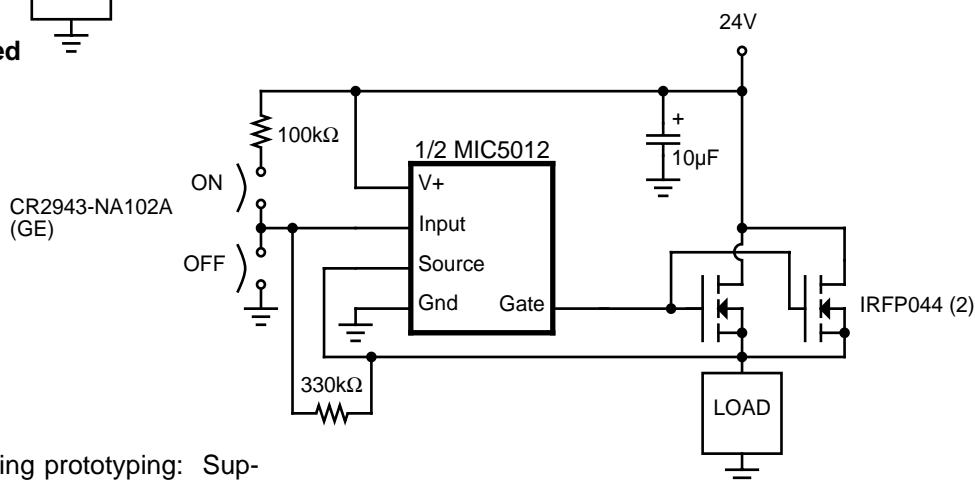 ed
24V
100kΩ
+
10µF
1/2 MIC5012
ON
V+
CR2943-NA102A
(GE)
Input
OFF
Source
Gnd
Gate
IRFP044 (2)
330kΩ
LOAD
ing prototyping: Sup-